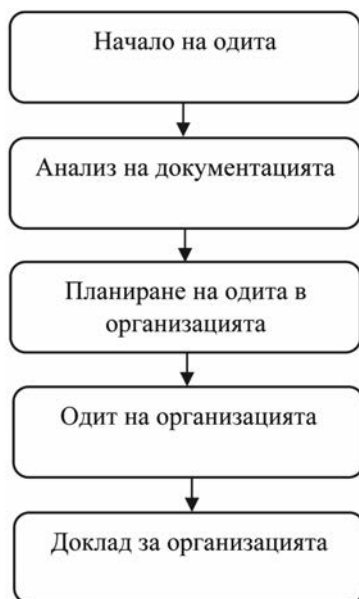 Начало на одита
Анализ на документацията
Планиране на одита в
организацията
Одит на организацията
Доклад за организацията